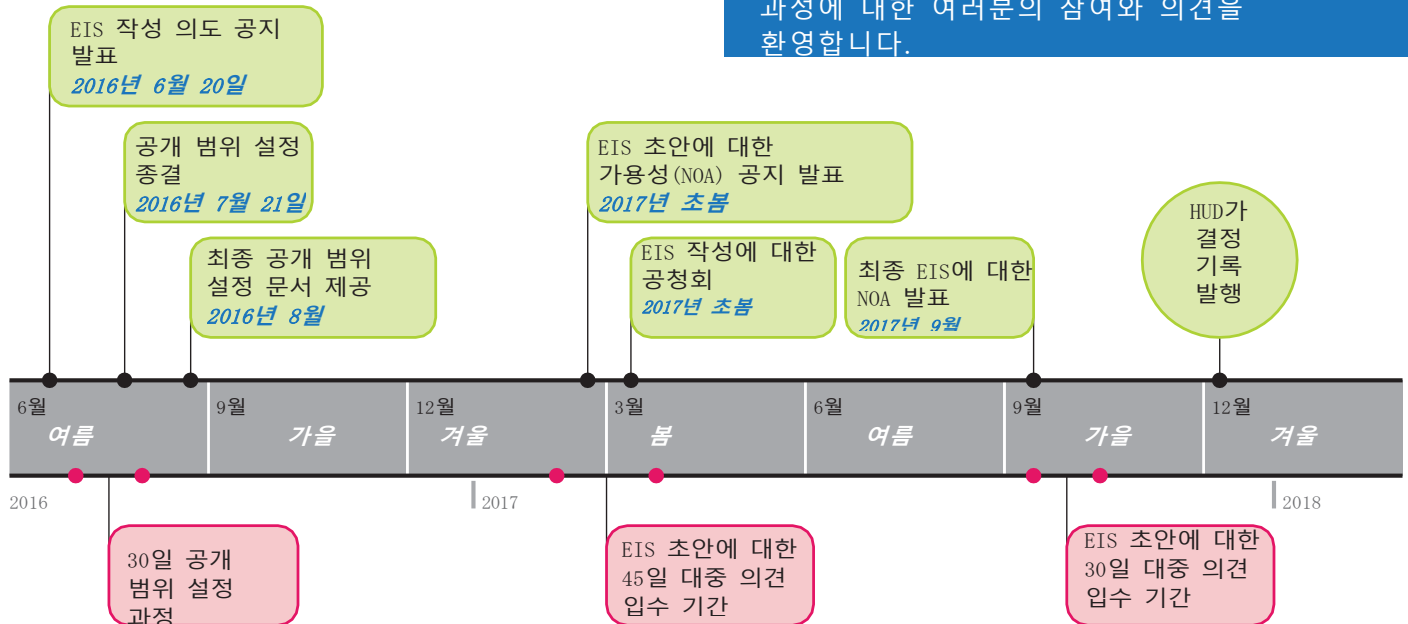 과정에 대한 여러분의 참여와 의견을
환영합니다.
EIS 작성 의도 공지
발표
2016년 6월 20일
공개 범위 설정
종결
2016년 7월 21일
최종 공개 범위
설정 문서 제공
2016년 8월
EIS 초안에 대한
가용성(NOA) 공지 발표
2017년 초봄
EIS 작성에 대한
공청회
2017년 초봄
최종 EIS에 대한
NOA 발표
2017년 9월
HUD가
결정
기록
발행
6월
여름
9월
가을
12월
겨울
3월
봄
6월
여름
9월
가을
12월
겨울
2016
2017
2018
30일 공개
범위 설정
과정
EIS 초안에 대한
45일 대중 의견
입수 기간
EIS 초안에 대한
30일 대중 의견
입수 기간